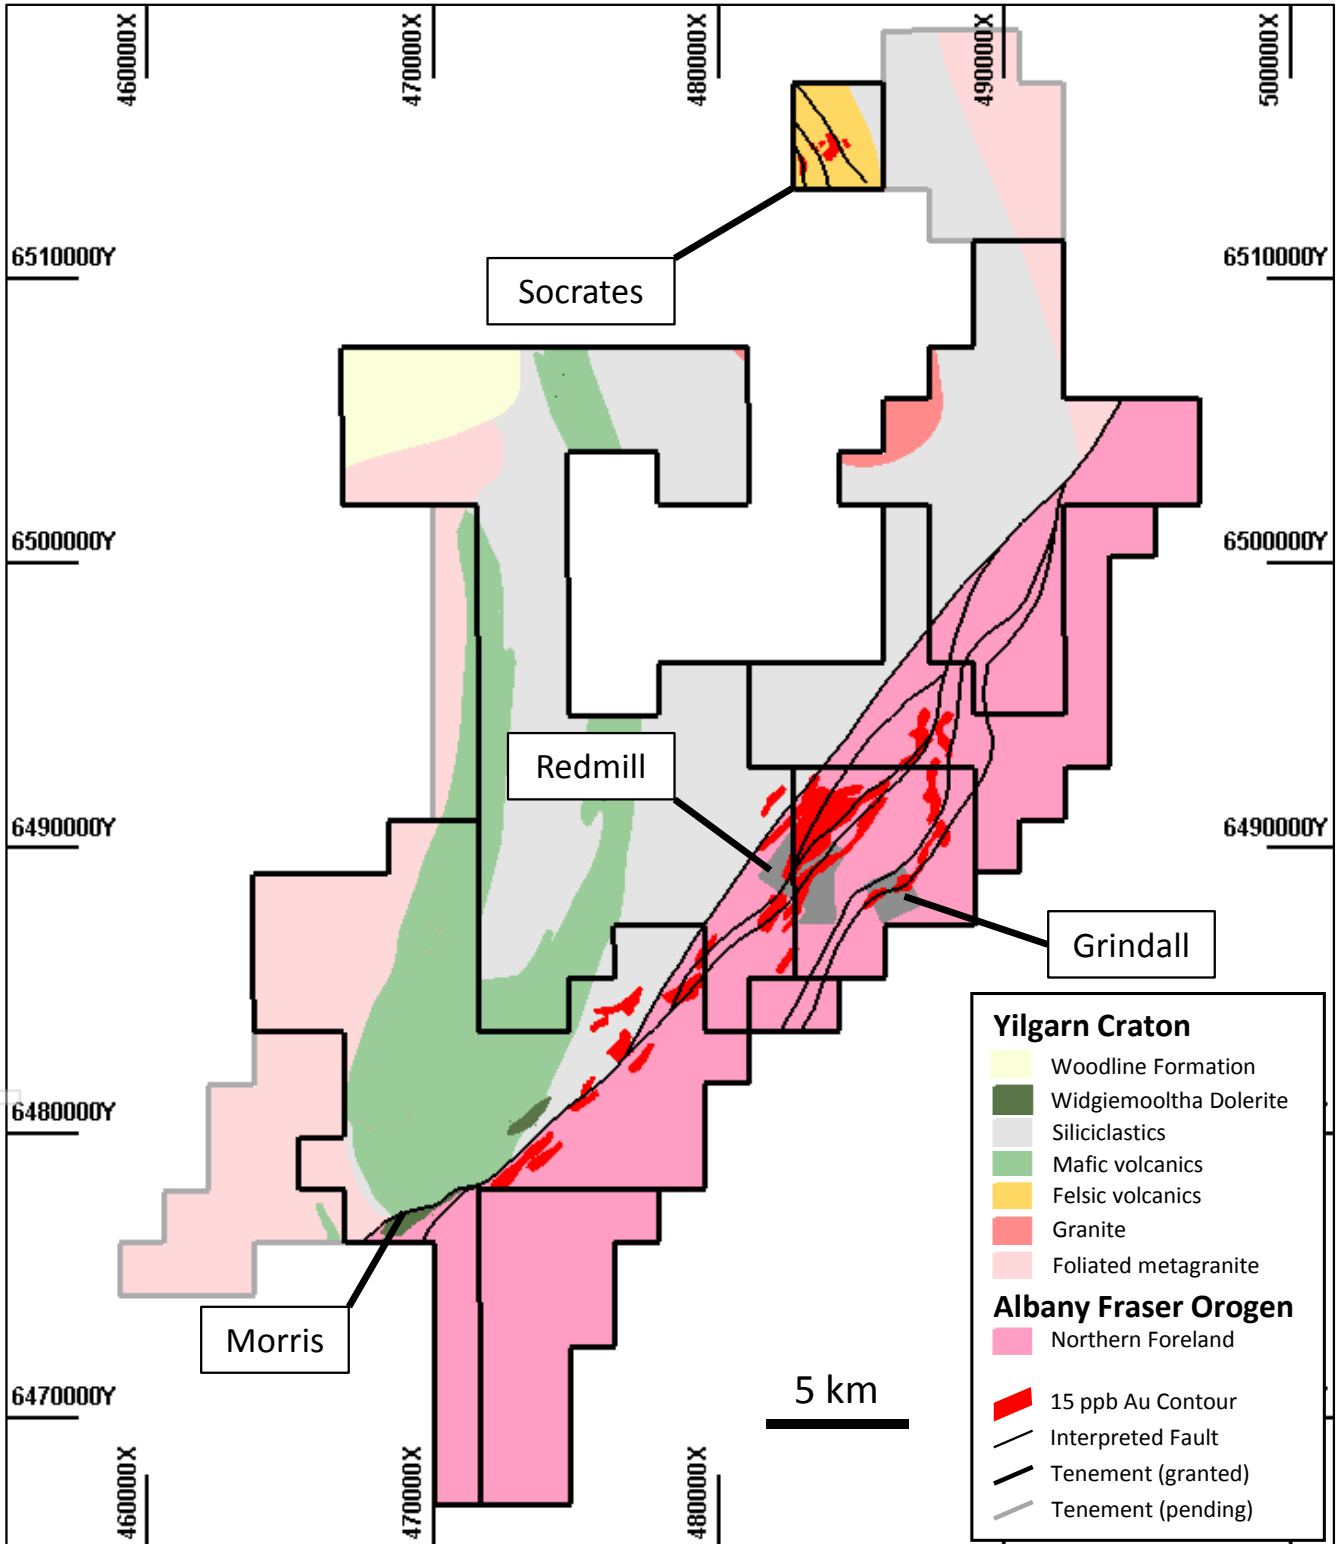 460000X
470000X
480000X
490000X
500000X
6510000Y
6510000Y
Socrates
6500000Y
6500000Y
Redmill
6490000Y
6490000Y
Grindall
Yilgarn Craton
Woodline Formation
Widgiemooltha Dolerite
Siliciclastics
Mafic volcanics
Felsic volcanics
Granite
Foliated metagranite
Albany Fraser Orogen
Northern Foreland
15 ppb Au Contour
Interpreted Fault
Tenement (granted)
Tenement (pending)
6480000Y
Morris
5 km
6470000Y
460000X
470000X
480000X